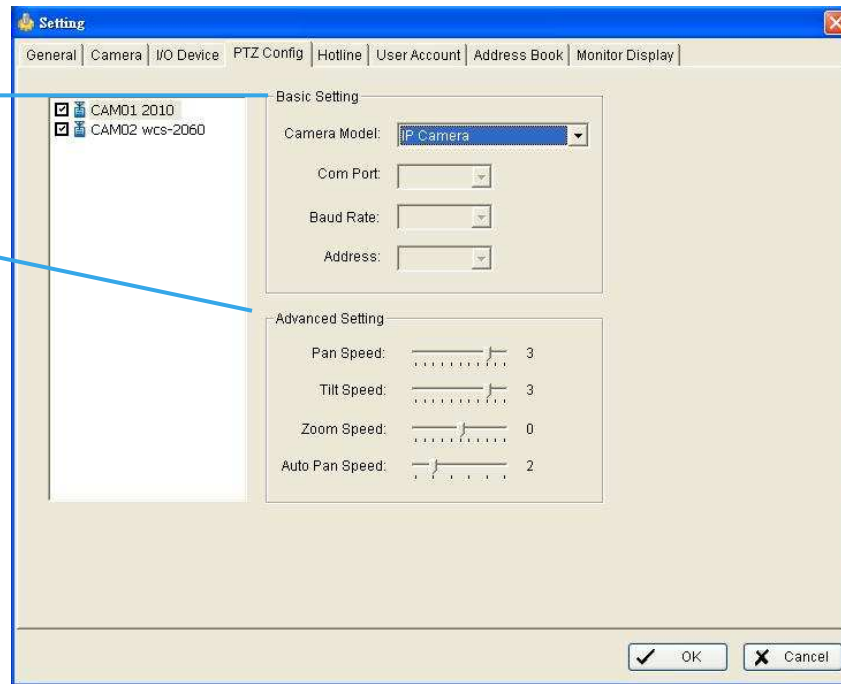 Setting
General Camera I/O Device PTZ Config Hotline User Account Address Book Monitor Display
CAM01 2010
CAM02 wcs-2060
Basic Setting
Camera Model: IP Camera
Com Port:
Baud Rate:
Address:
Advanced Setting
Pan Speed: 3
Tilt Speed: 3
Zoom Speed: 0
Auto Pan Speed: 2
OK Cancel